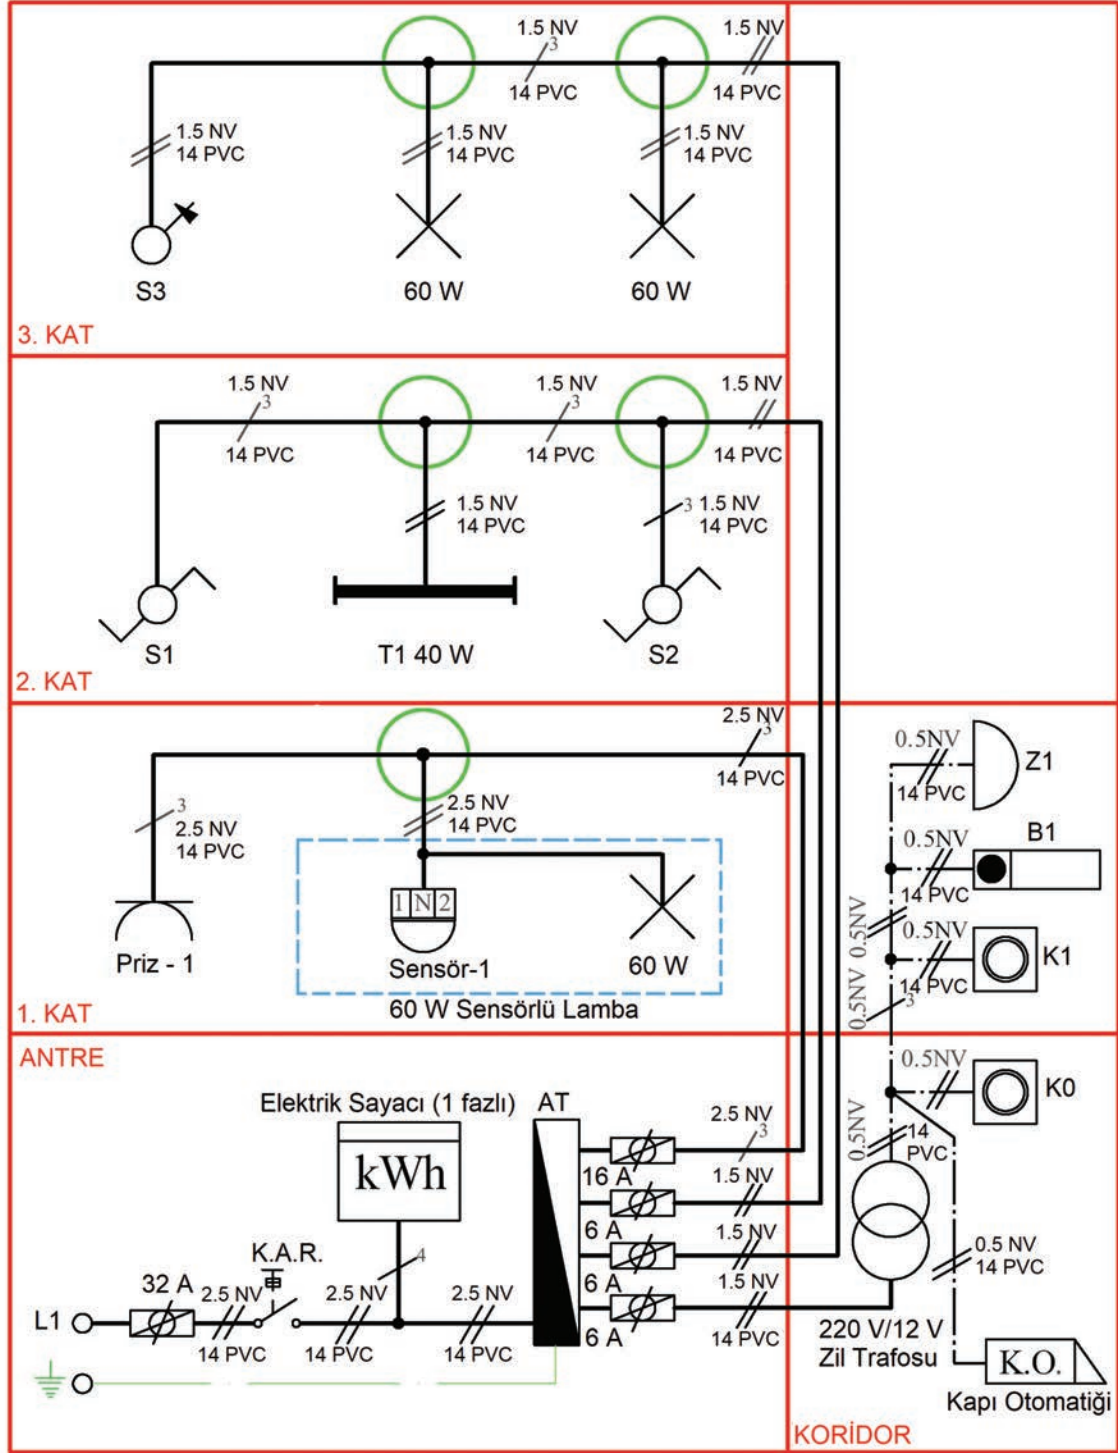 1.5 NV
3
14 PVC
1.5 NV
14 PVC
1.5 NV
14 PVC
1.5 NV
14 PVC
1.5 NV
14 PVC
S3
60 W
60 W
3. KAT
1.5 NV
3
14 PVC
1.5 NV
3
14 PVC
1.5 NV
14 PVC
1.5 NV
14 PVC
3 1.5 NV
14 PVC
S1
T1 40 W
S2
2. KAT
2.5 NV
3
14 PVC
3
2.5 NV
14 PVC
2.5 NV
14 PVC
1 N 2
Priz - 1
Sensör-1
60 W
60 W Sensörlü Lamba
1. KAT
0.5NV
14 PVC
Z1
0.5NV
14 PVC
B1
0.5NV
0.5NV
14 PVC
K1
0.5NV
3
ANTRE
0.5NV
K0
0.5NV
14
PVC
Elektrik Sayacı (1 fazlı)
AT
kWh
4
2.5 NV
3
16 A
1.5 NV
6 A
1.5 NV
6 A
1.5 NV
14 PVC
6 A
K.A.R.
32 A
2.5 NV
14 PVC
2.5 NV
14 PVC
2.5 NV
14 PVC
L1
0.5 NV
14 PVC
220 V/12 V
Zil Trafosu
K.O.
Kapı Otomatiği
KORİDOR